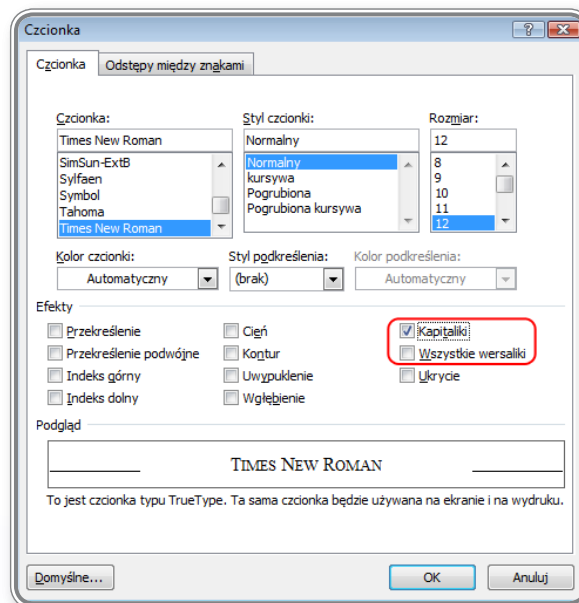 Czcionka
Czcionka Odstępy między znakami
Czcionka: Styl czcionki: Rozmiar:
Times New Roman Normalny 12
SimSun-ExtB Normalny 8
Sylfaen kursywa 9
Symbol Pogrubiona 10
Tahoma Pogrubiona kursywa 11
Times New Roman 12
Kolor czcionki: Styl podkreślenia: Kolor podkreślenia:
Automatyczny (brak) Automatyczny
Efekty
Przekreślenie Cień Kapitaliki
Przekreślenie podwójne Kontur Wszystkie wersaliki
Indeks górny Uwypuklenie Ukrycie
Indeks dolny Wgłębienie
Podgląd
TIMES NEW ROMAN
To jest czcionka typu TrueType. Ta sama czcionka będzie używana na ekranie i na wydruku.
Domyślne... OK Anuluj